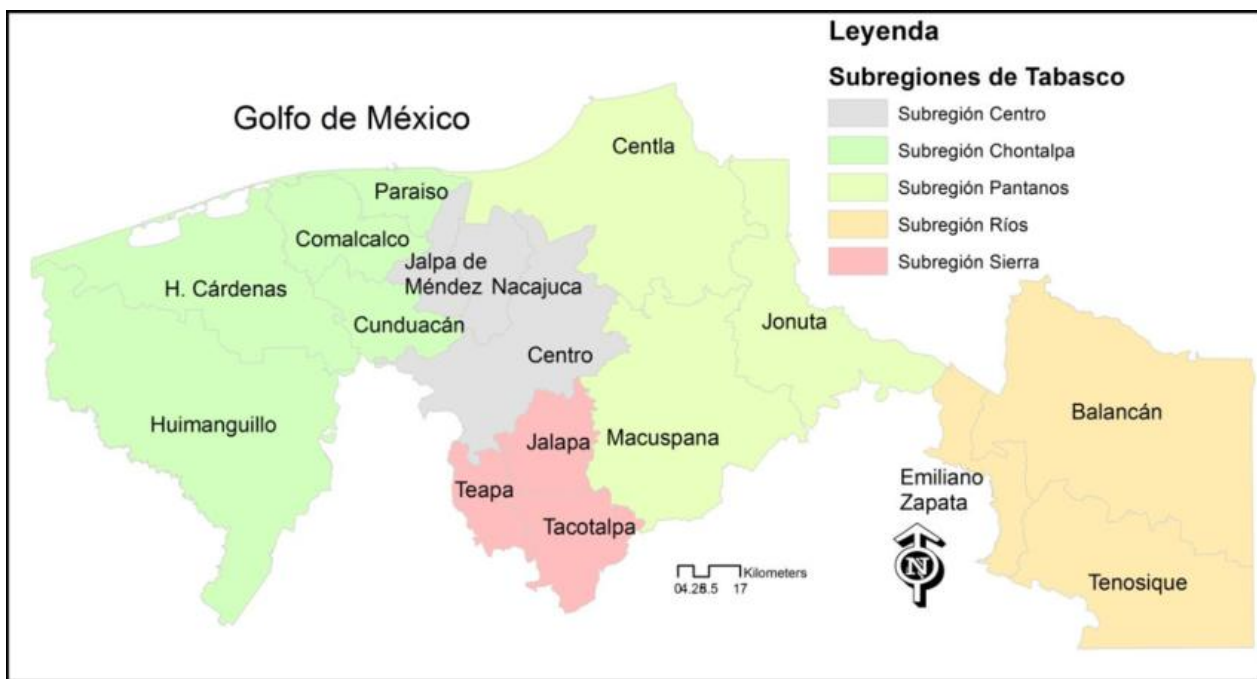 Leyenda
Subregiones de Tabasco
Subregión Centro
Subregión Chontalpa
Subregión Pantanos
Subregión Ríos
Subregión Sierra
Golfo de México
Centla
Paraiso
Comalcalco
Jalpa de
Méndez
Nacajuca
H. Cárdenas
Cunduacán
Jonuta
Centro
Huimanguillo
Jalapa
Macuspana
Balancán
Teapa
Tacotalpa
Emiliano
Zapata
N
Kilometers
17
Tenosique